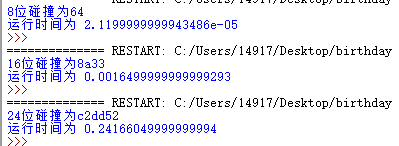 8位碰撞为64
运行时间为 2.1199999999943486e-05
>>>
============== RESTART: C:/Users/14917/Desktop/birthday
16位碰撞为8a33
运行时间为 0.0016499999999999293
>>>
============== RESTART: C:/Users/14917/Desktop/birthday
24位碰撞为c2dd52
运行时间为 0.24166049999999994
>>>